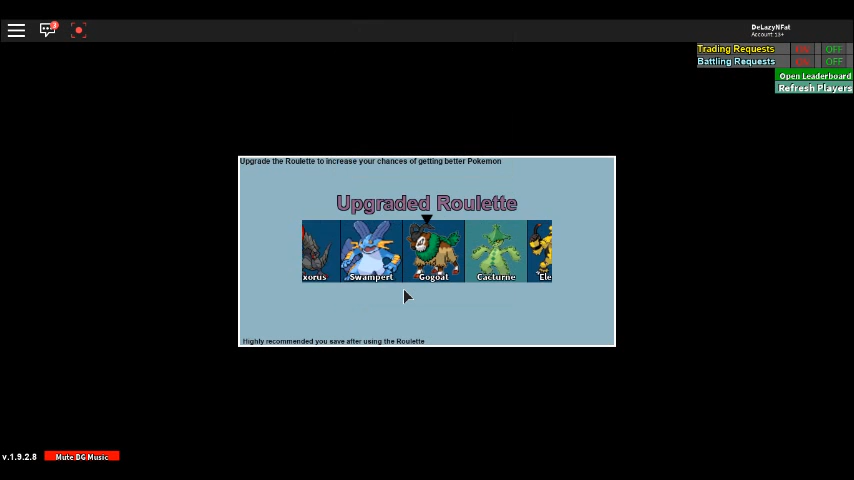 DeLazyNFat
Account: 13+
Trading Requests ON OFF
Battling Requests ON OFF
Open Leaderboard
Refresh Players
Upgrade the Roulette to increase your chances of getting better Pokemon
Upgraded Roulette
xorus Swampert Gogoat Cacturne Ele
Highly recommended you save after using the Roulette
v.1.9.2.8 Mute BG Music